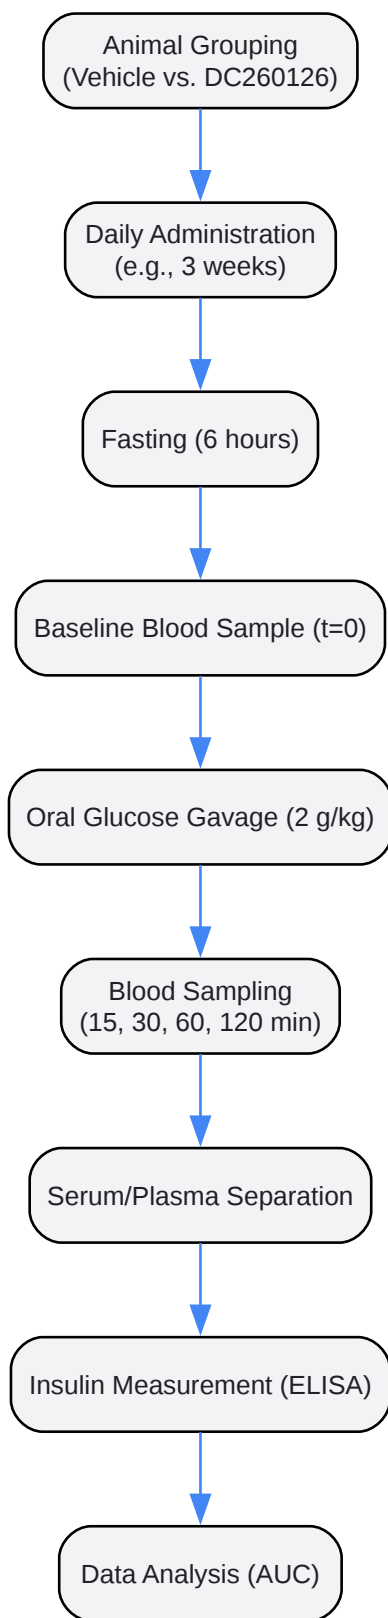 Animal Grouping
(Vehicle vs. DC260126)
Daily Administration
(e.g., 3 weeks)
Fasting (6 hours)
Baseline Blood Sample (t=0)
Oral Glucose Gavage (2 g/kg)
Blood Sampling
(15, 30, 60, 120 min)
Serum/Plasma Separation
Insulin Measurement (ELISA)
Data Analysis (AUC)